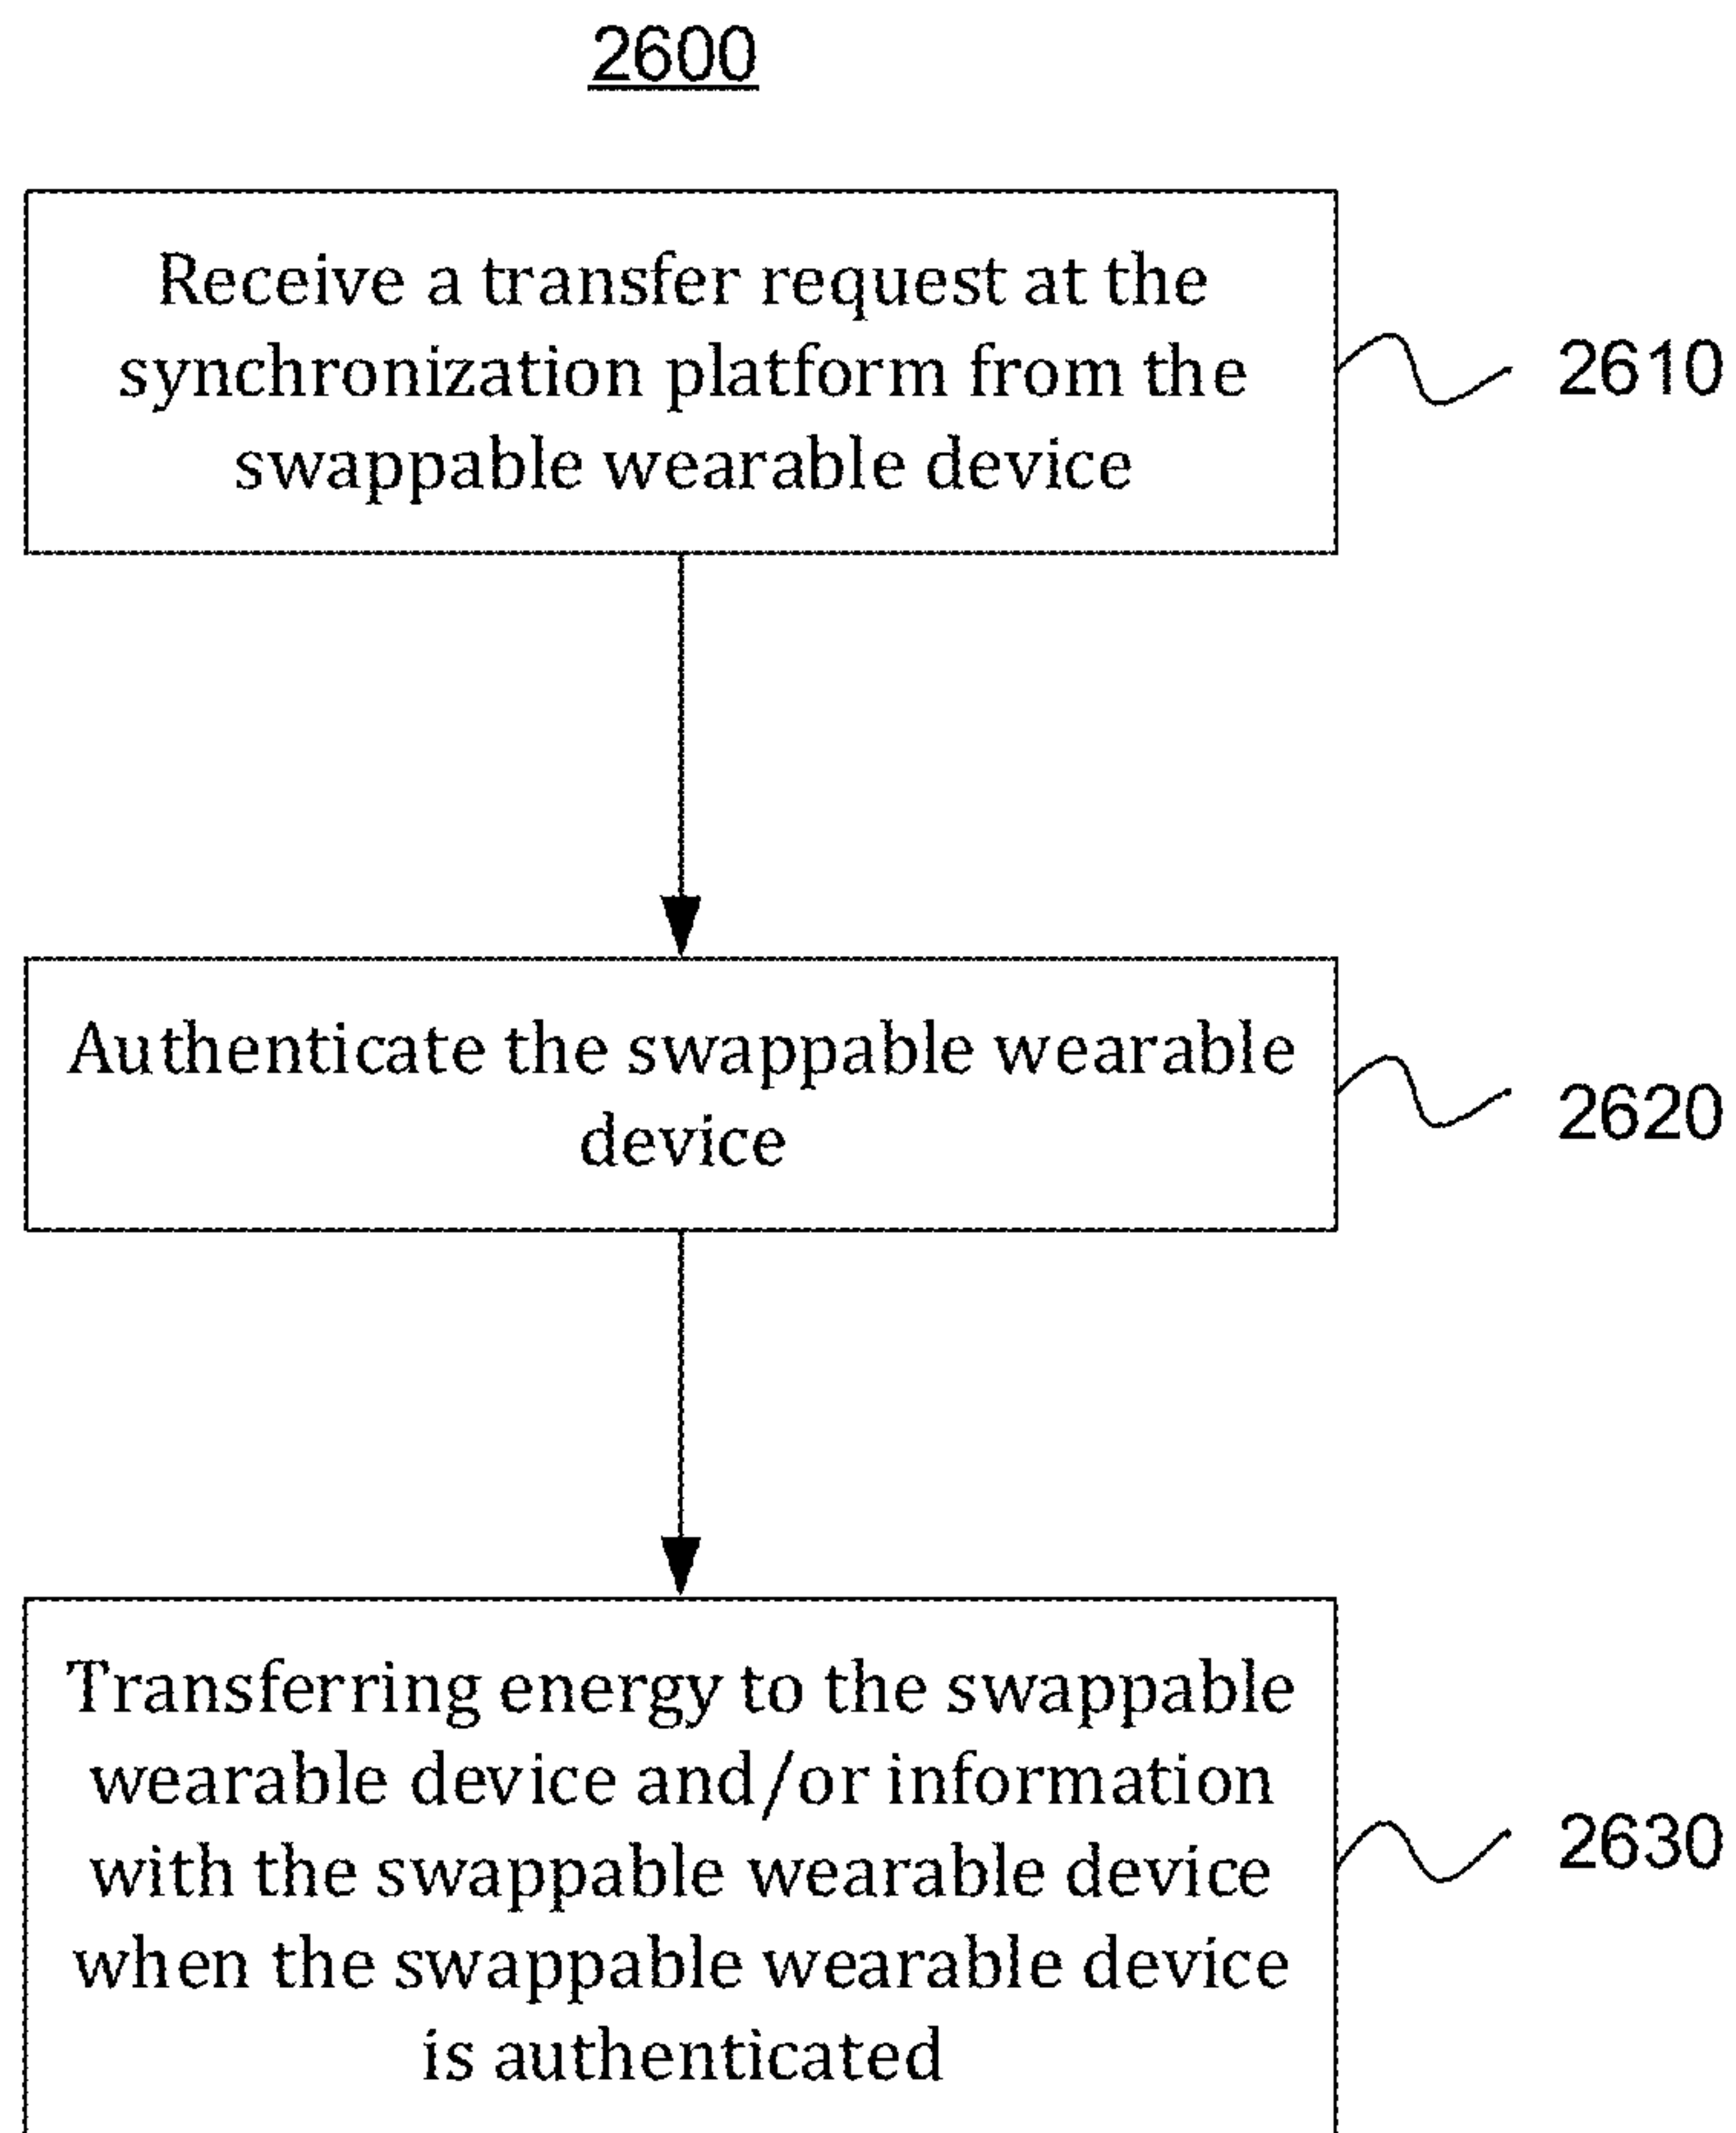 2600
Receive a transfer request at the
synchronization platform from the
swappable wearable device
2610
Authenticate the swappable wearable
device
2620
Transferring energy to the swappable
wearable device and/or information
with the swappable wearable device
when the swappable wearable device
is authenticated
2630